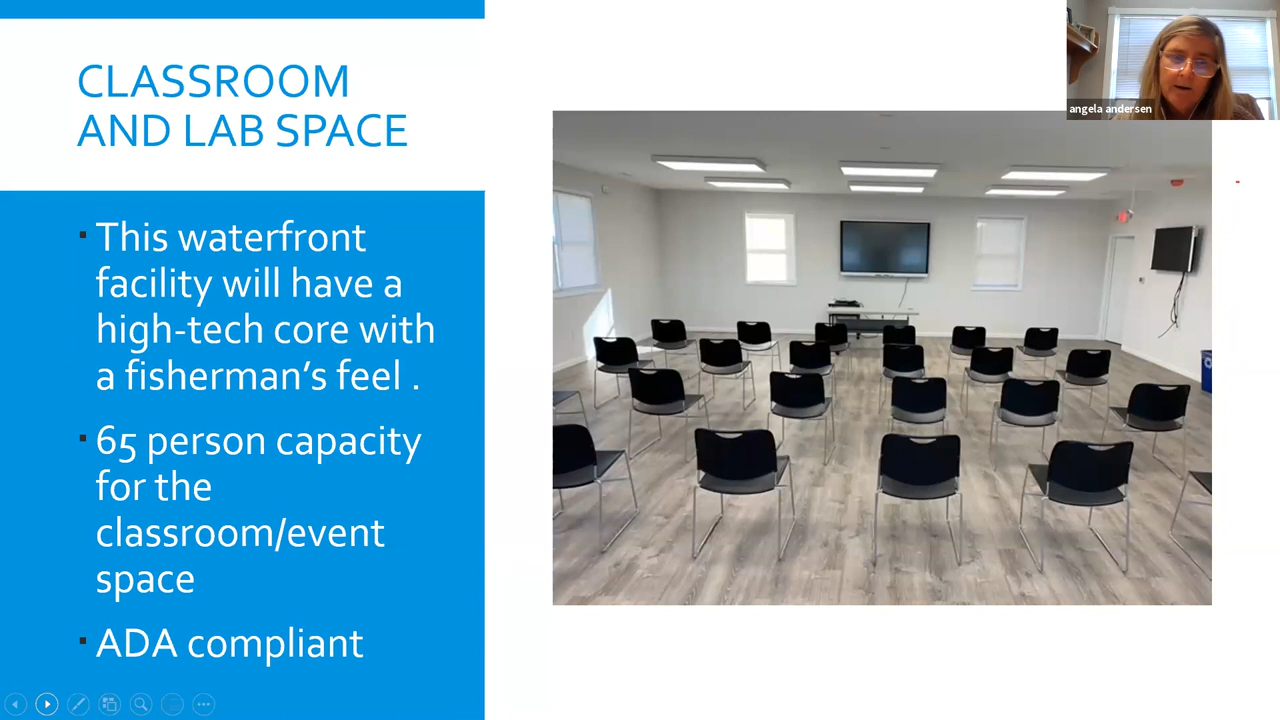 CLASSROOM
AND LAB SPACE
angela andersen
▪ This waterfront
facility will have a
high-tech core with
a fisherman’s feel .
▪ 65 person capacity
for the
classroom/event
space
▪ ADA compliant